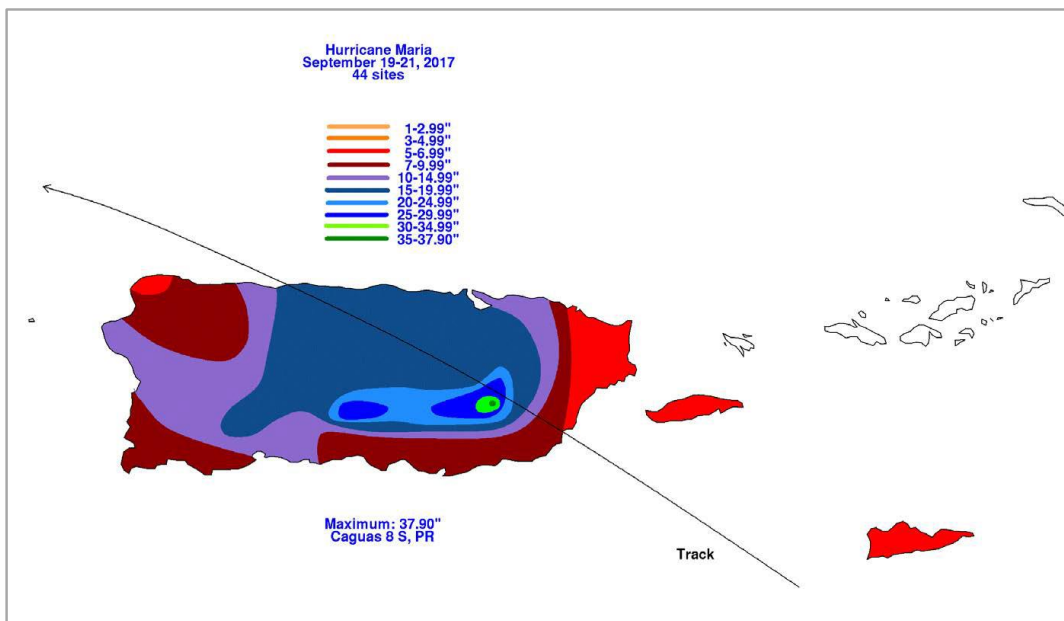 Hurricane Maria
September 19-21, 2017
44 sites
1-2.99"
3-4.99"
5-6.99"
7-9.99"
10-14.99"
15-19.99"
20-24.99"
25-29.99"
30-34.99"
35-37.90"
Maximum: 37.90"
Caguas 8 S, PR
Track